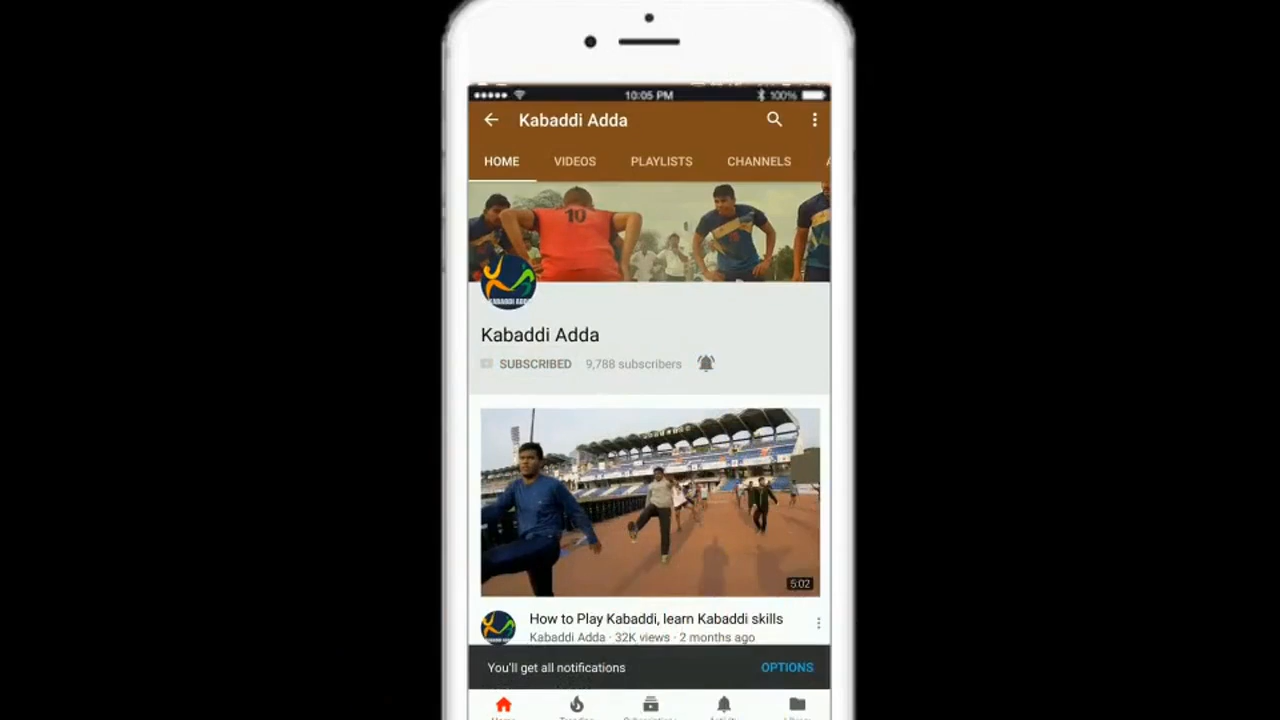 10:05 PM
100%
Kabaddi Adda
HOME VIDEOS PLAYLISTS CHANNELS
10
KABADDI ADDA
Kabaddi Adda
SUBSCRIBED 9,788 subscribers
5:02
How to Play Kabaddi, learn Kabaddi skills
Kabaddi Adda · 32K views · 2 months ago
You'll get all notifications OPTIONS